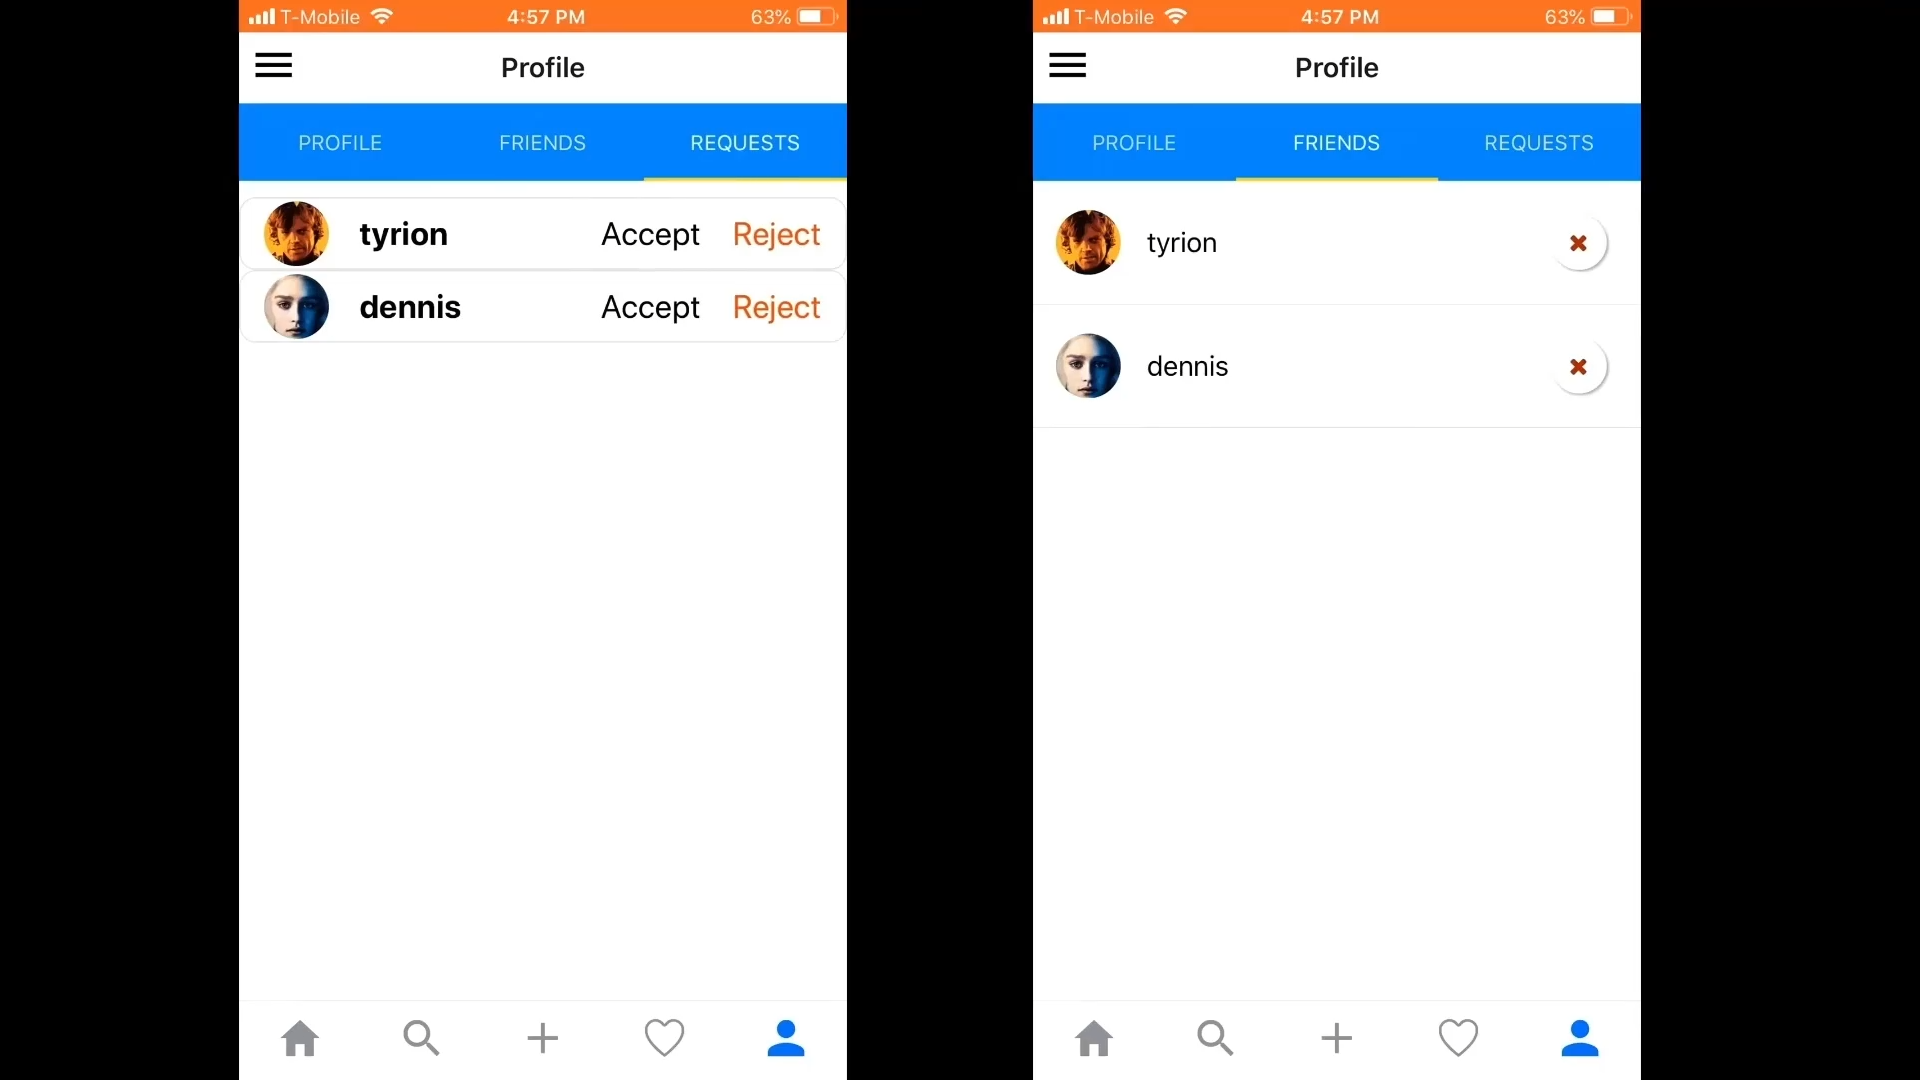 T-Mobile 4:57 PM 63%
Profile
PROFILE FRIENDS REQUESTS
tyrion Accept Reject
dennis Accept Reject
T-Mobile 4:57 PM 63%
Profile
PROFILE FRIENDS REQUESTS
tyrion
dennis